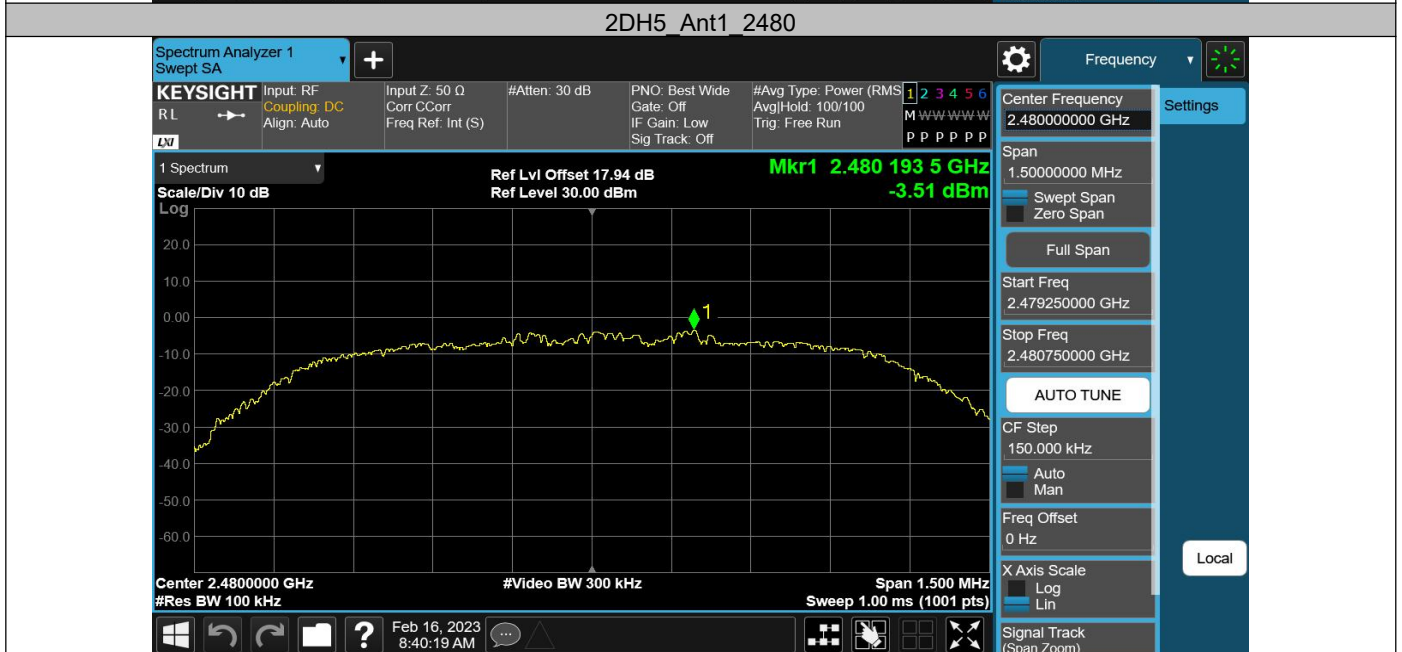 2DH5_Ant1_2480
Spectrum Analyzer 1
Swept SA
Frequency
KEYSIGHT
RL
LXI
Input: RF
Coupling: DC
Align: Auto
Input Z: 50 Ω
Corr CCorr
Freq Ref: Int (S)
#Atten: 30 dB
PNO: Best Wide
Gate: Off
IF Gain: Low
Sig Track: Off
#Avg Type: Power (RMS
Avg|Hold: 100/100
Trig: Free Run
1 2 3 4 5 6
M W W W W W
P P P P P P
1 Spectrum
Scale/Div 10 dB
Log
Ref Lvl Offset 17.94 dB
Ref Level 30.00 dBm
Mkr1 2.480 193 5 GHz
-3.51 dBm
20.0
10.0
0.00
-10.0
-20.0
-30.0
-40.0
-50.0
-60.0
1
Center 2.4800000 GHz
#Res BW 100 kHz
#Video BW 300 kHz
Span 1.500 MHz
Sweep 1.00 ms (1001 pts)
Center Frequency
2.480000000 GHz
Settings
Span
1.50000000 MHz
Swept Span
Zero Span
Full Span
Start Freq
2.479250000 GHz
Stop Freq
2.480750000 GHz
AUTO TUNE
CF Step
150.000 kHz
Auto
Man
Freq Offset
0 Hz
X Axis Scale
Log
Lin
Local
Signal Track
(Span Zoom)
?
Feb 16, 2023
8:40:19 AM